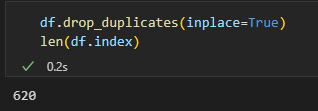 df.drop_duplicates(inplace=True)
len(df.index)
0.2s
620